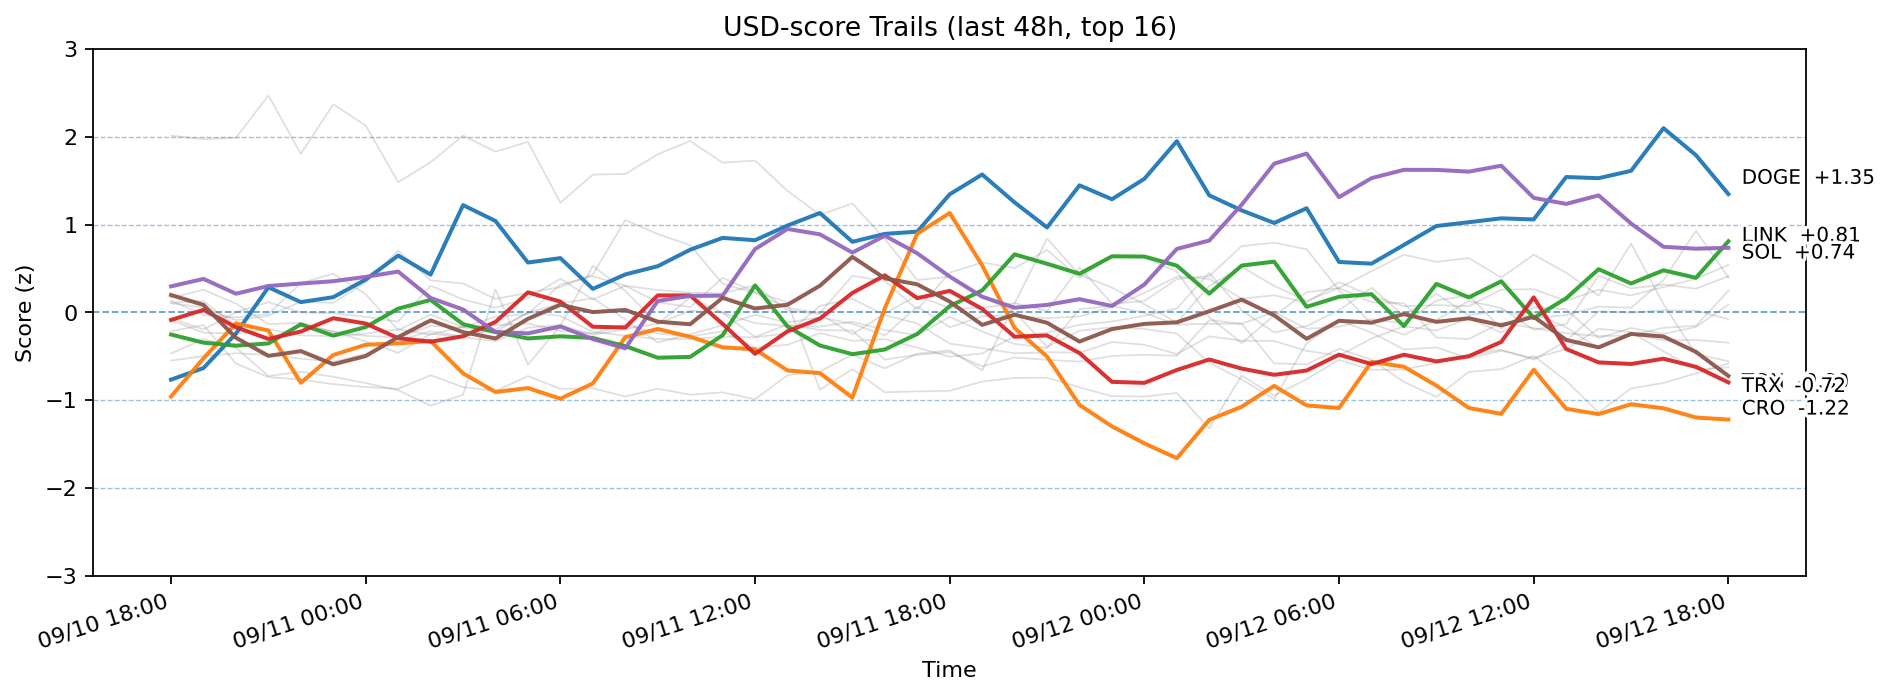 USD-score Trails (last 48h, top 16)
Score (z)
3
2
1
0
−1
−2
−3
DOGE +1.35
LINK +0.81
SOL +0.74
TRX -0.72
CRO -1.22
09/10 18:00
09/11 00:00
09/11 06:00
09/11 12:00
09/11 18:00
09/12 00:00
09/12 06:00
09/12 12:00
09/12 18:00
Time